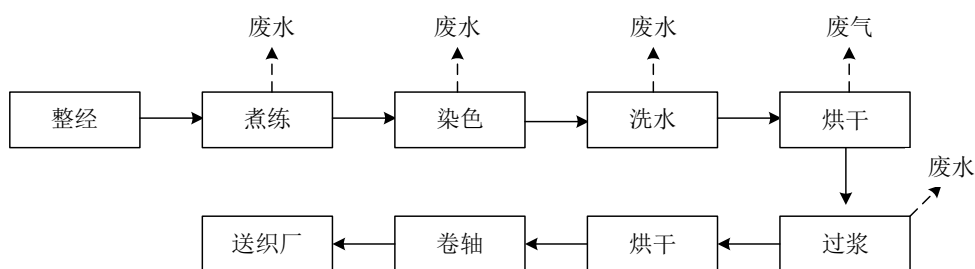 废水 废水 废水 废气
整经 煮练 染色 洗水 烘干
废水
送织厂 卷轴 烘干 过浆